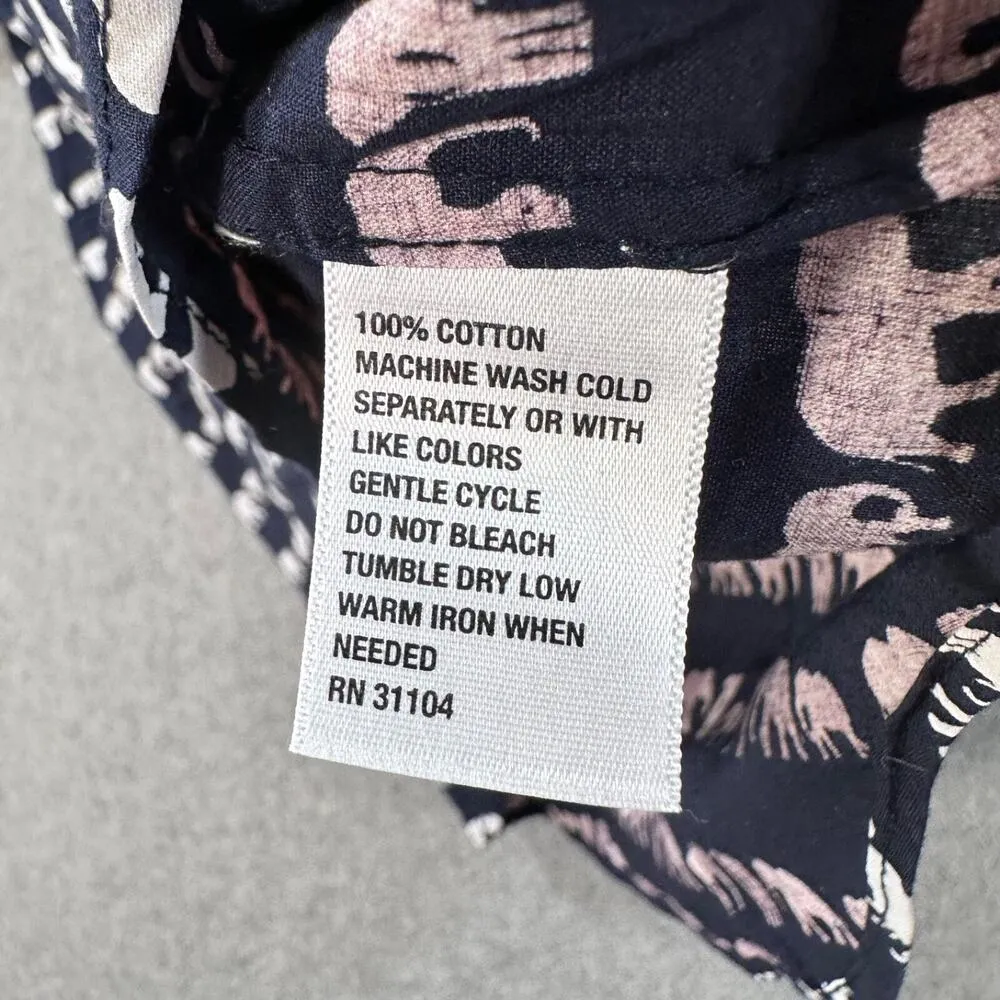 100% COTTON
MACHINE WASH COLD
SEPARATELY OR WITH
LIKE COLORS
GENTLE CYCLE
DO NOT BLEACH
TUMBLE DRY LOW
WARM IRON WHEN
NEEDED
RN 31104